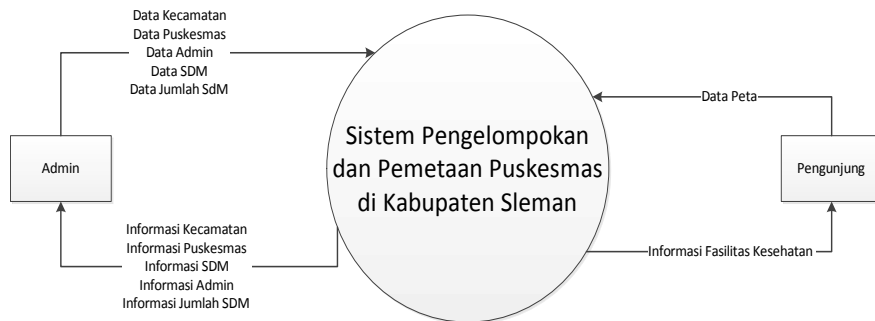 Data Kecamatan
Data Puskesmas
Data Admin
Data SDM
Data Jumlah SdM
Admin
Informasi Kecamatan
Informasi Puskesmas
Informasi SDM
Informasi Admin
Informasi Jumlah SDM
Sistem Pengelompokan
dan Pemetaan Puskesmas
di Kabupaten Sleman
Data Peta
Pengunjung
Informasi Fasilitas Kesehatan